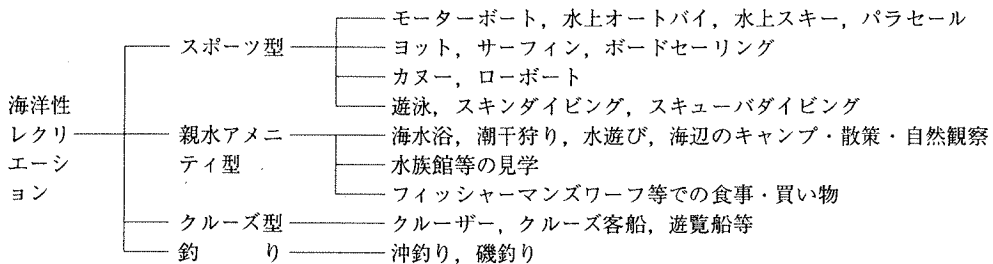 モーターボート，水上オートバイ，水上スキー，パラセール
スポーツ型
ヨット，サーフィン，ボードセーリング
カヌー，ローボート
遊泳，スキンダイビング，スキューバダイビング
海洋性
レクリ
エーシ
ョン
親水アメニ
ティ型
海水浴，潮干狩り，水遊び，海辺のキャンプ・散策・自然観察
水族館等の見学
フィッシャーマンズワーフ等での食事・買い物
クルーズ型
クルーザー，クルーズ客船，遊覧船等
釣り
沖釣り，磯釣り